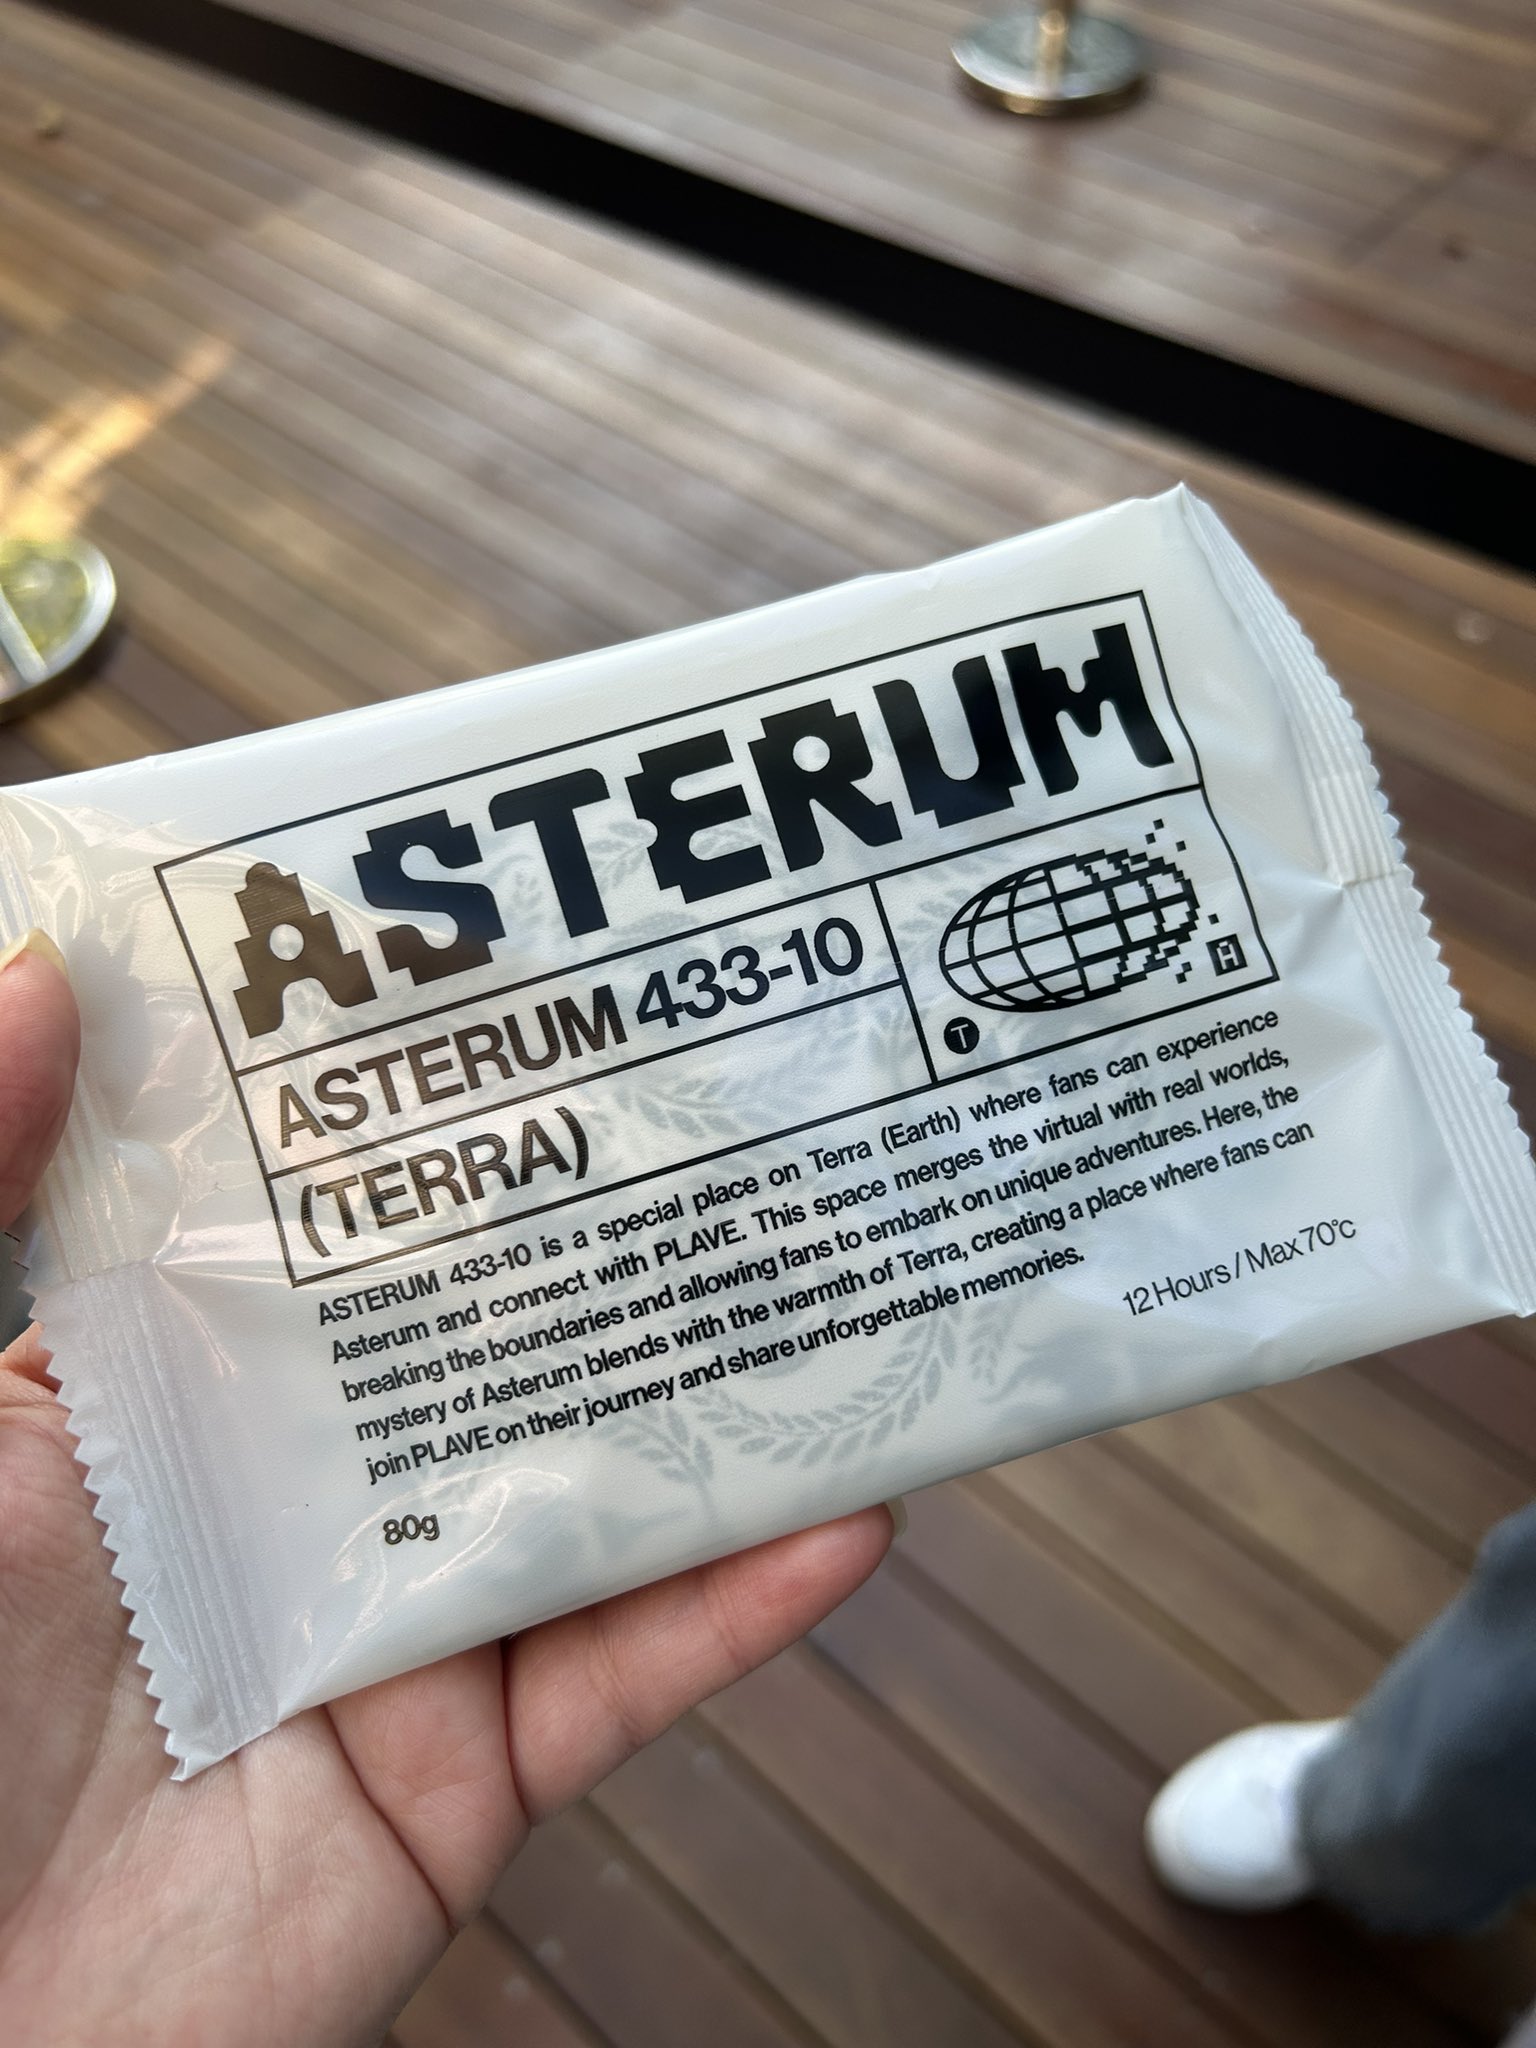 ASTERUM
ASTERUM 433-10
(TERRA)
T
H
ASTERUM 433-10 is a special place on Terra (Earth) where fans can experience
Asterum and connect with PLAVE. This space merges the virtual with real worlds,
breaking the boundaries and allowing fans to embark on unique adventures. Here, the
mystery of Asterum blends with the warmth of Terra, creating a place where fans can
join PLAVE on their journey and share unforgettable memories.
80g
12 Hours / Max 70℃